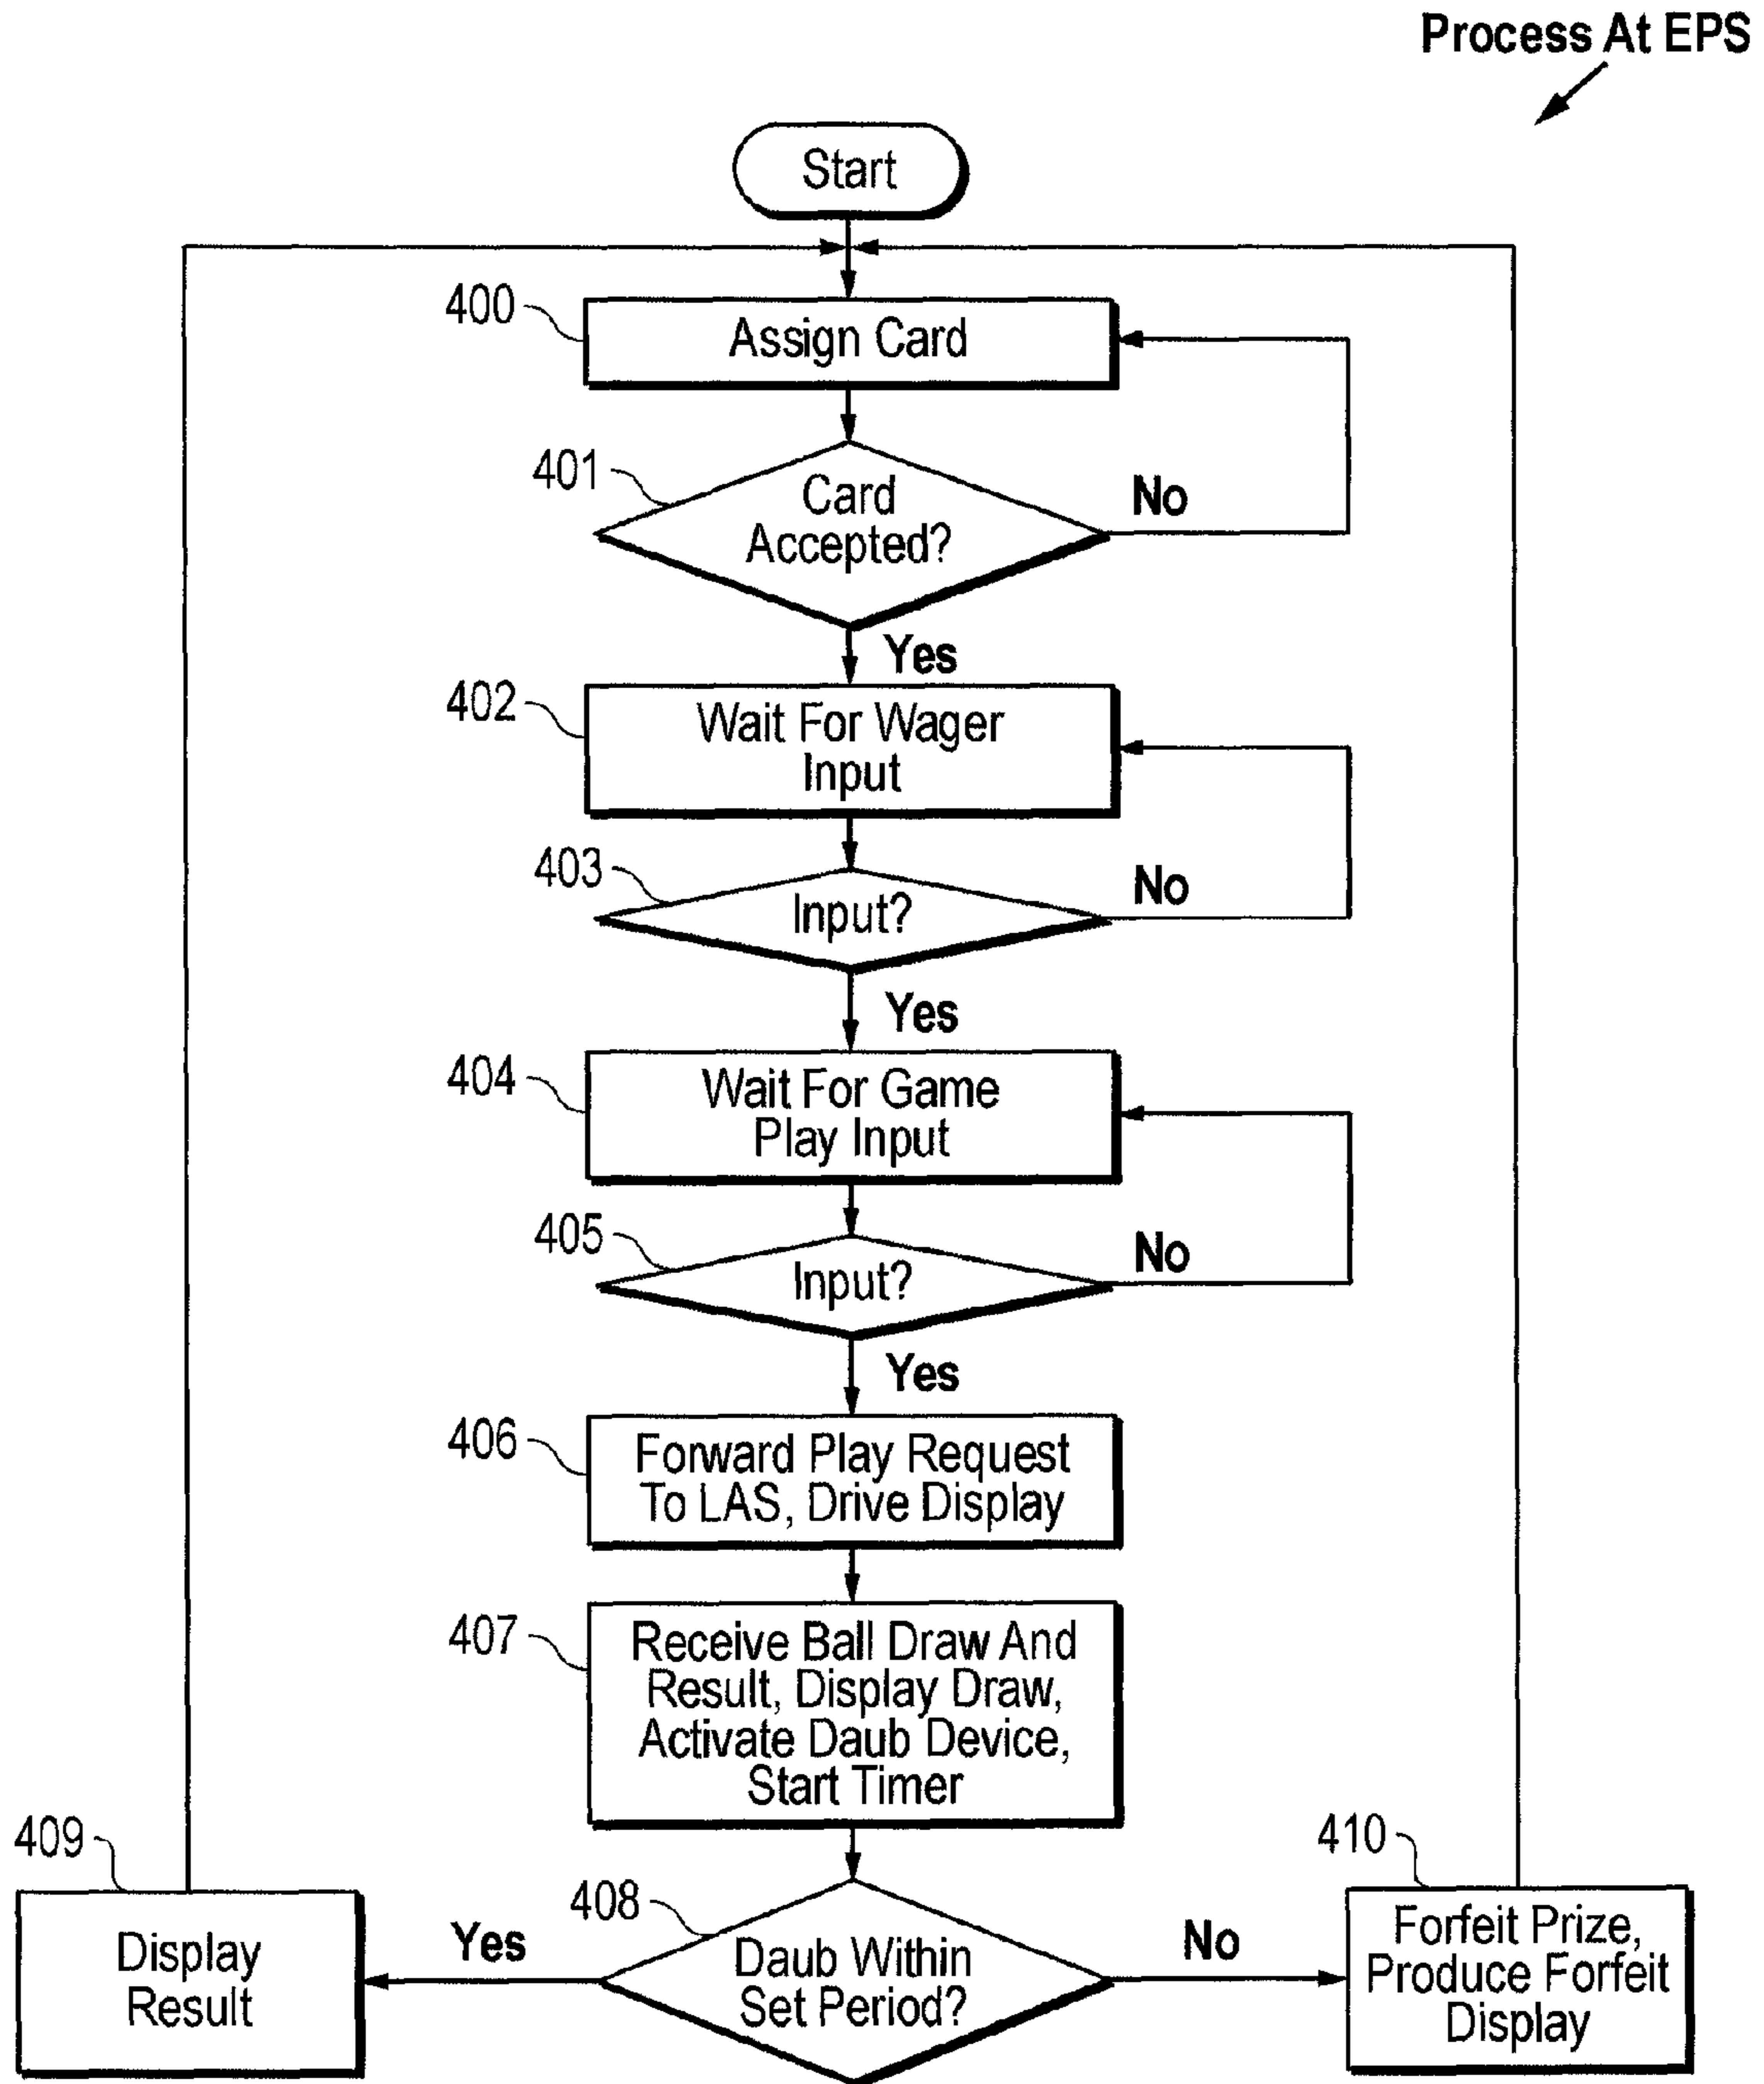 Process At EPS
Start
400
Assign Card
401
Card
Accepted?
No
Yes
402
Wait For Wager
Input
403
Input?
No
Yes
404
Wait For Game
Play Input
405
Input?
No
Yes
406
Forward Play Request
To LAS, Drive Display
407
Receive Ball Draw And
Result, Display Draw,
Activate Daub Device,
Start Timer
408
Daub Within
Set Period?
Yes
No
409
Display
Result
410
Forfeit Prize,
Produce Forfeit
Display